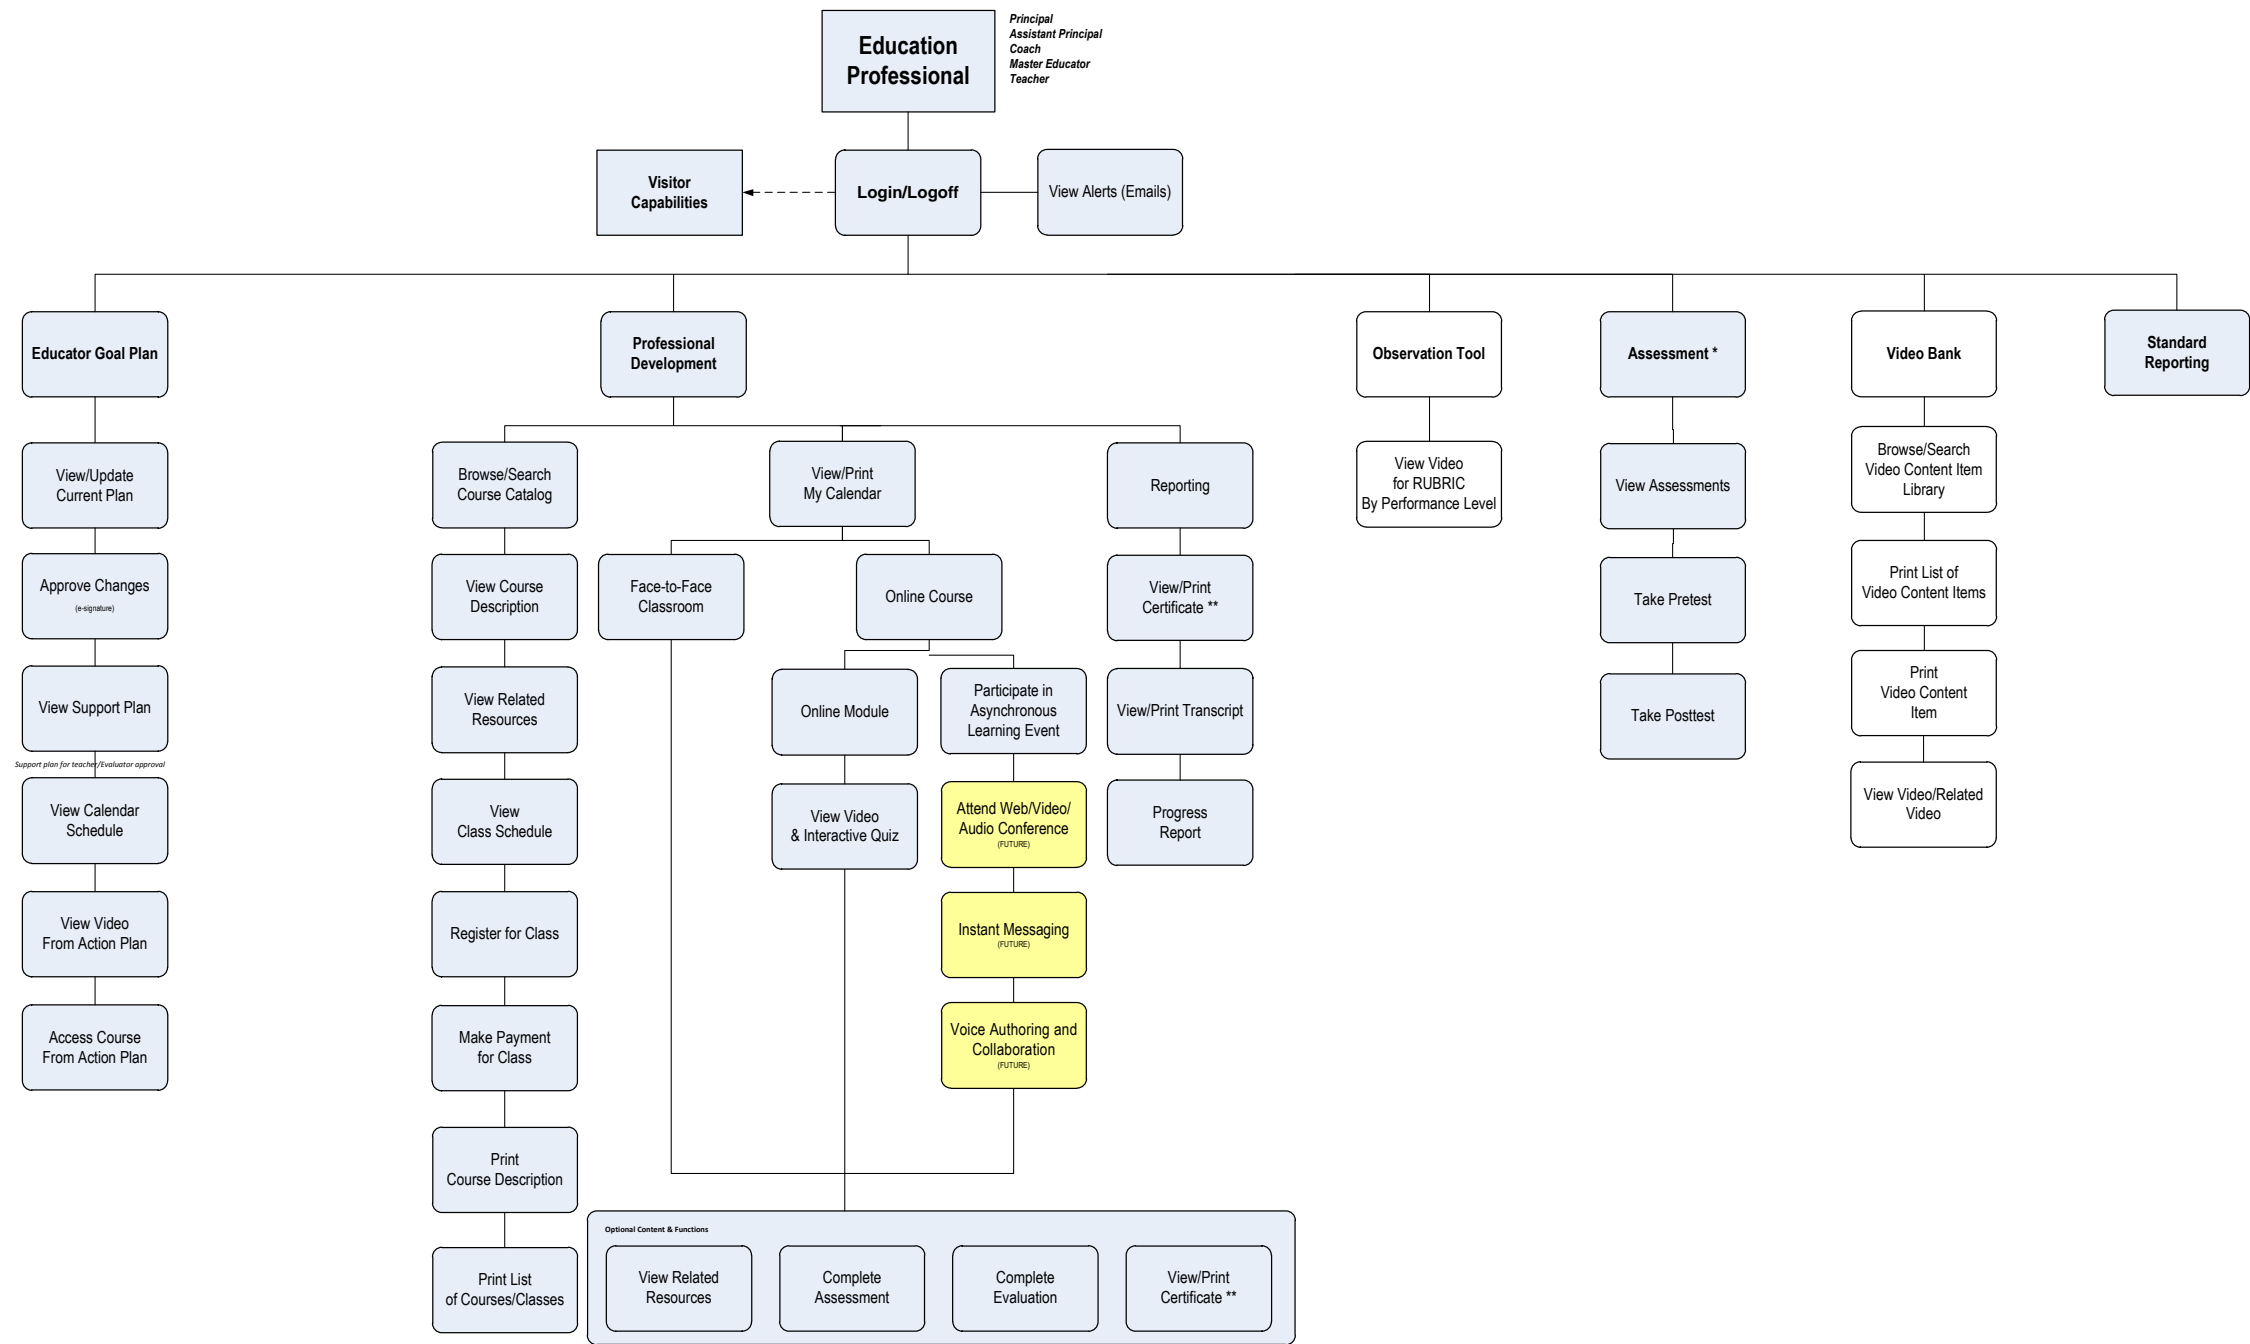 Education
Professional
Principal
Assistant Principal
Coach
Master Educator
Teacher
Visitor
Capabilities
Login/Logoff
View Alerts (Emails)
Educator Goal Plan
Professional
Development
Observation Tool
Assessment *
Video Bank
Standard
Reporting
View/Update
Current Plan
Approve Changes
(e-signature)
View Support Plan
Support plan for teacher/Evaluator approval
View Calendar
Schedule
View Video
From Action Plan
Access Course
From Action Plan
Browse/Search
Course Catalog
View Course
Description
View Related
Resources
View
Class Schedule
Register for Class
Make Payment
for Class
Print
Course Description
Print List
of Courses/Classes
View/Print
My Calendar
Face-to-Face
Classroom
Online Course
Online Module
View Video
& Interactive Quiz
Participate in
Asynchronous
Learning Event
Attend Web/Video/
Audio Conference
(FUTURE)
Instant Messaging
(FUTURE)
Voice Authoring and
Collaboration
(FUTURE)
Reporting
View/Print
Certificate **
View/Print Transcript
Progress
Report
Optional Content & Functions
View Related
Resources
Complete
Assessment
Complete
Evaluation
View/Print
Certificate **
View Video
for RUBRIC
By Performance Level
View Assessments
Take Pretest
Take Posttest
Browse/Search
Video Content Item
Library
Print List of
Video Content Items
Print
Video Content
Item
View Video/Related
Video